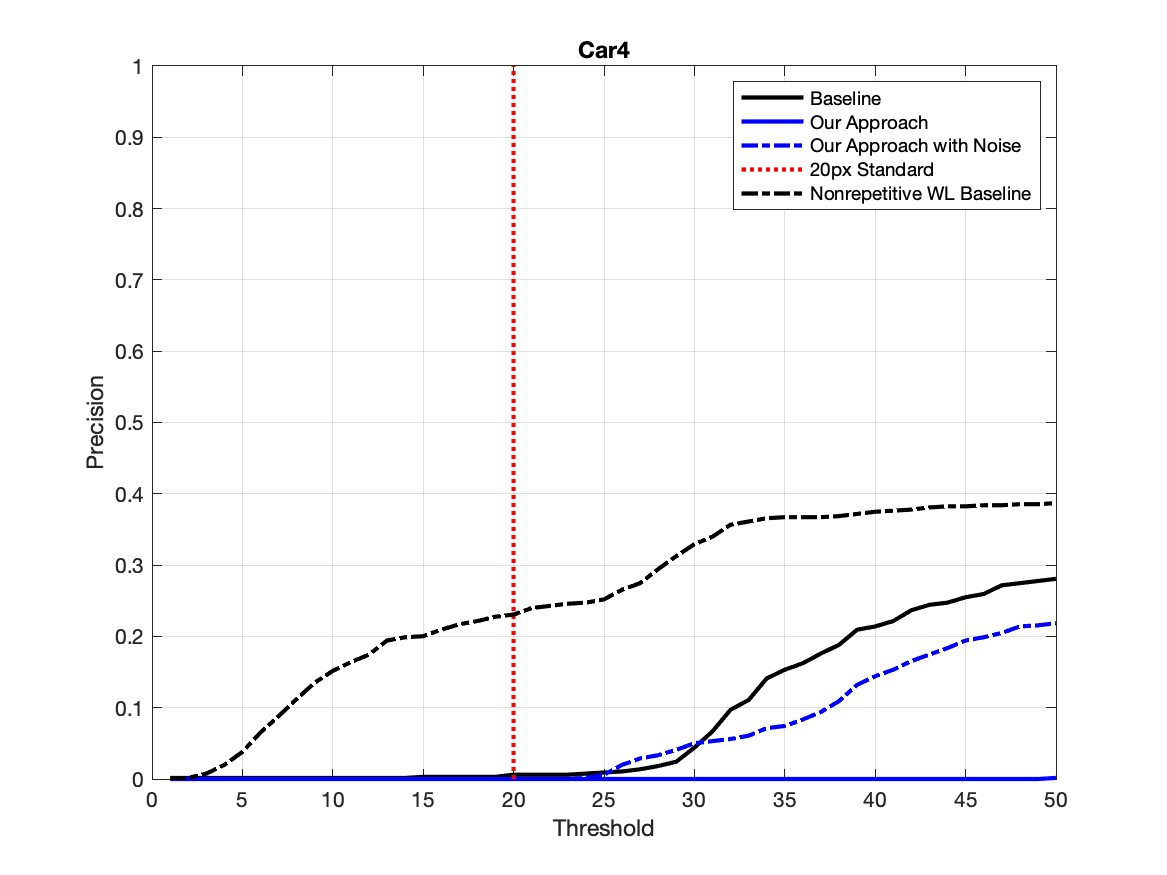 Car4
Baseline
Our Approach
Our Approach with Noise
20px Standard
Nonrepetitive WL Baseline
1
0.9
0.8
0.7
0.6
0.5
0.4
0.3
0.2
0.1
0
Precision
0 5 10 15 20 25 30 35 40 45 50
Threshold